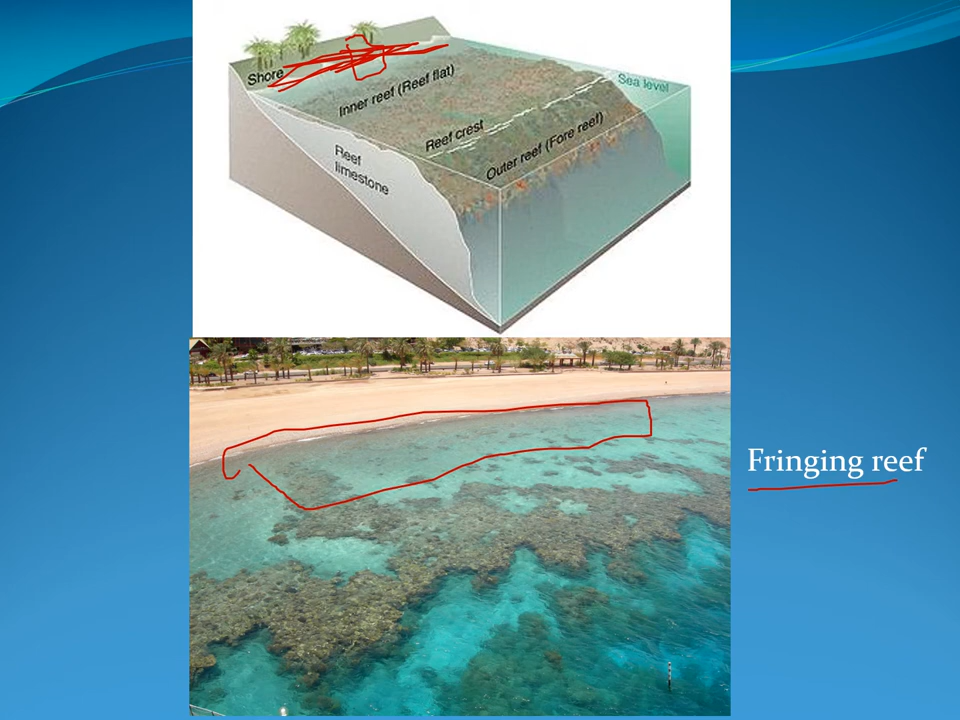 Shore
Inner reef (Reef flat)
Sea level
Reef crest
Outer reef (Fore reef)
Reef
limestone
Fringing reef